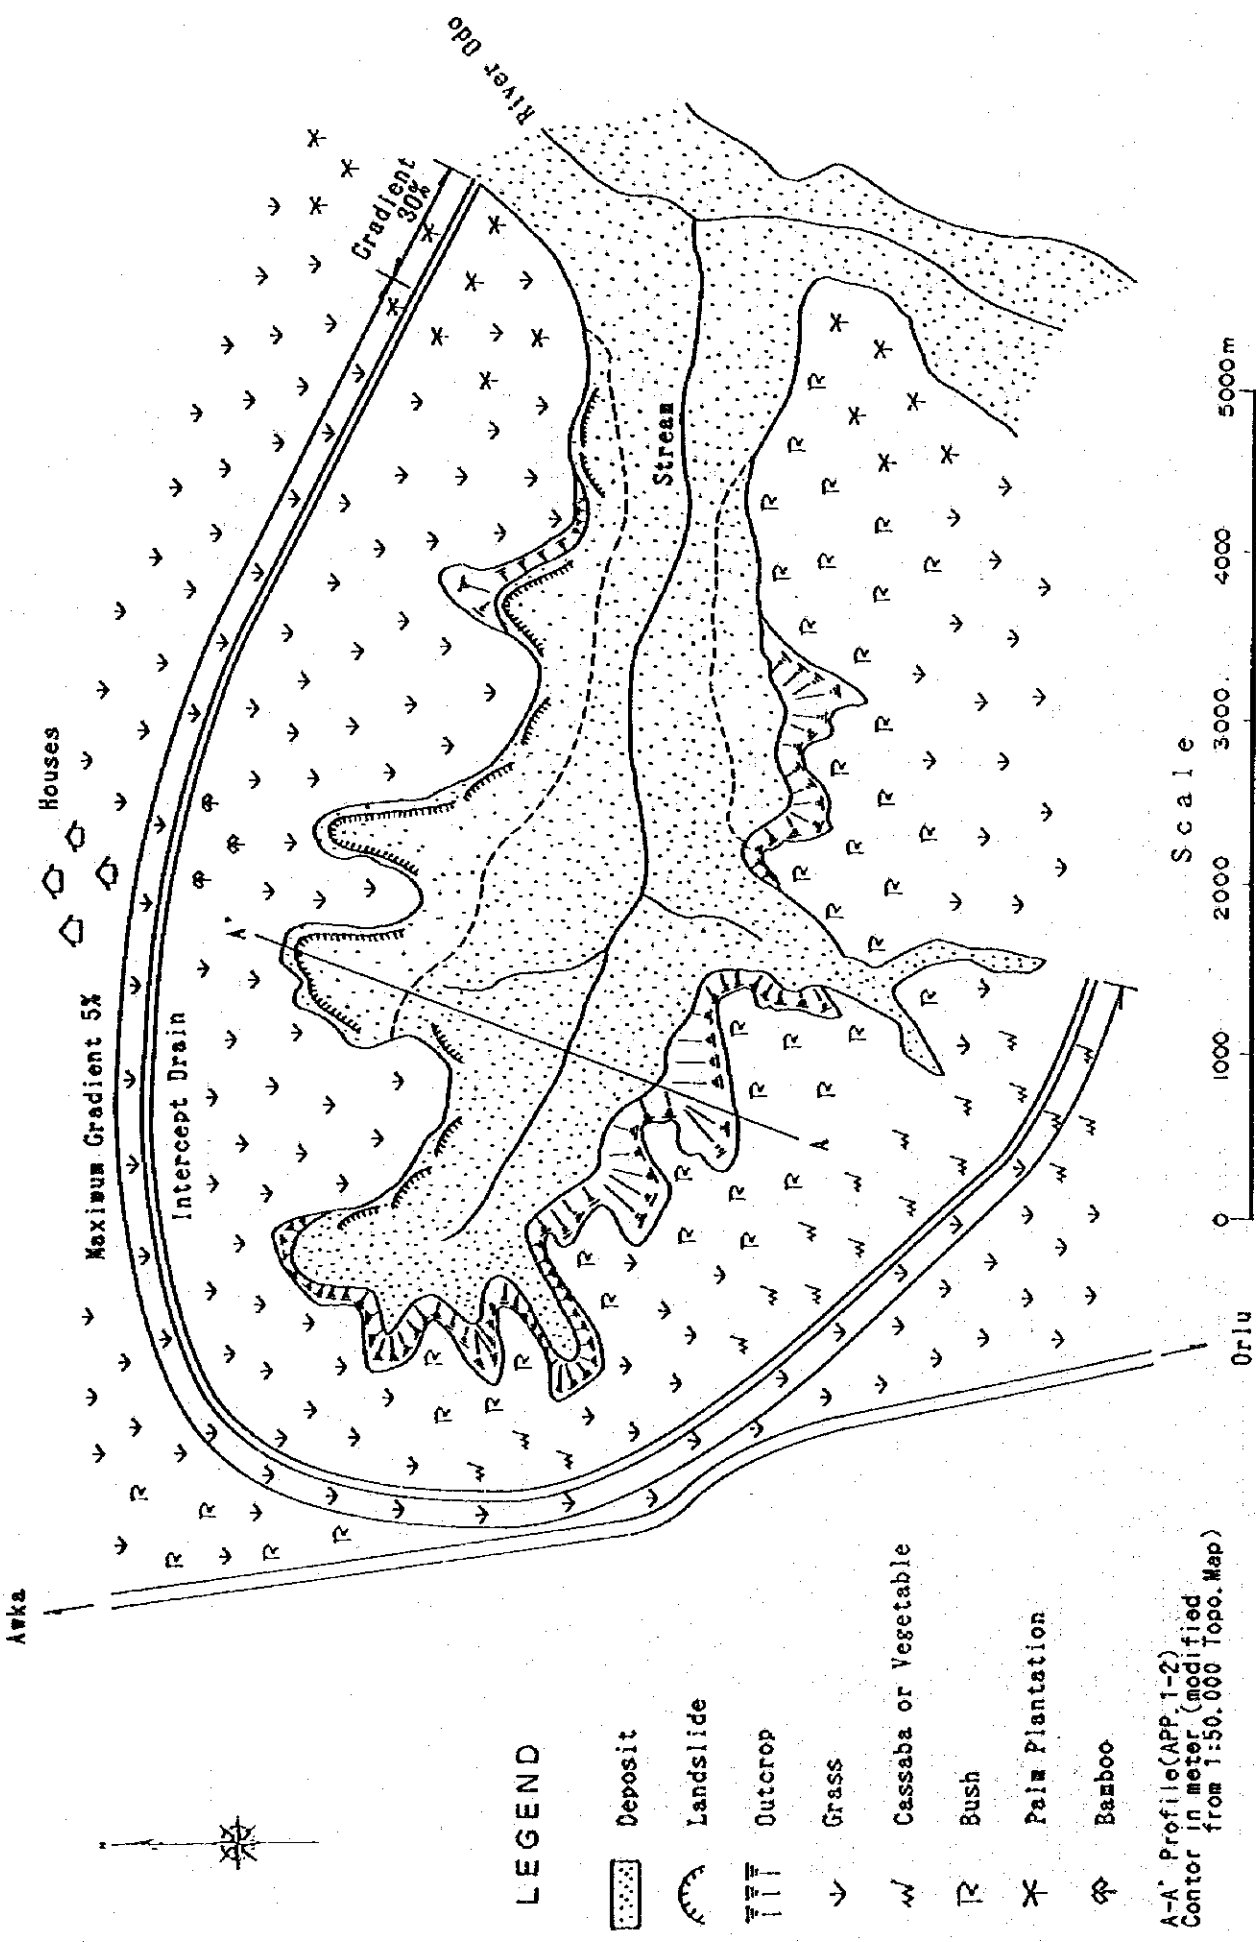 Awka
Houses
Maximum Gradient 5%
Intercept Drain
Gradient
30%
River Odo
Stream
A'
A
Orlu
LEGEND
Deposit
Landslide
Outcrop
Grass
Cassaba or Vegetable
Bush
Palm Plantation
Bamboo
A-A' Profile(APP.1-2)
Contor in meter (modified
from 1:50.000 Topo.Map)
Scale
0 1000 2000 3000. 4000 5000m